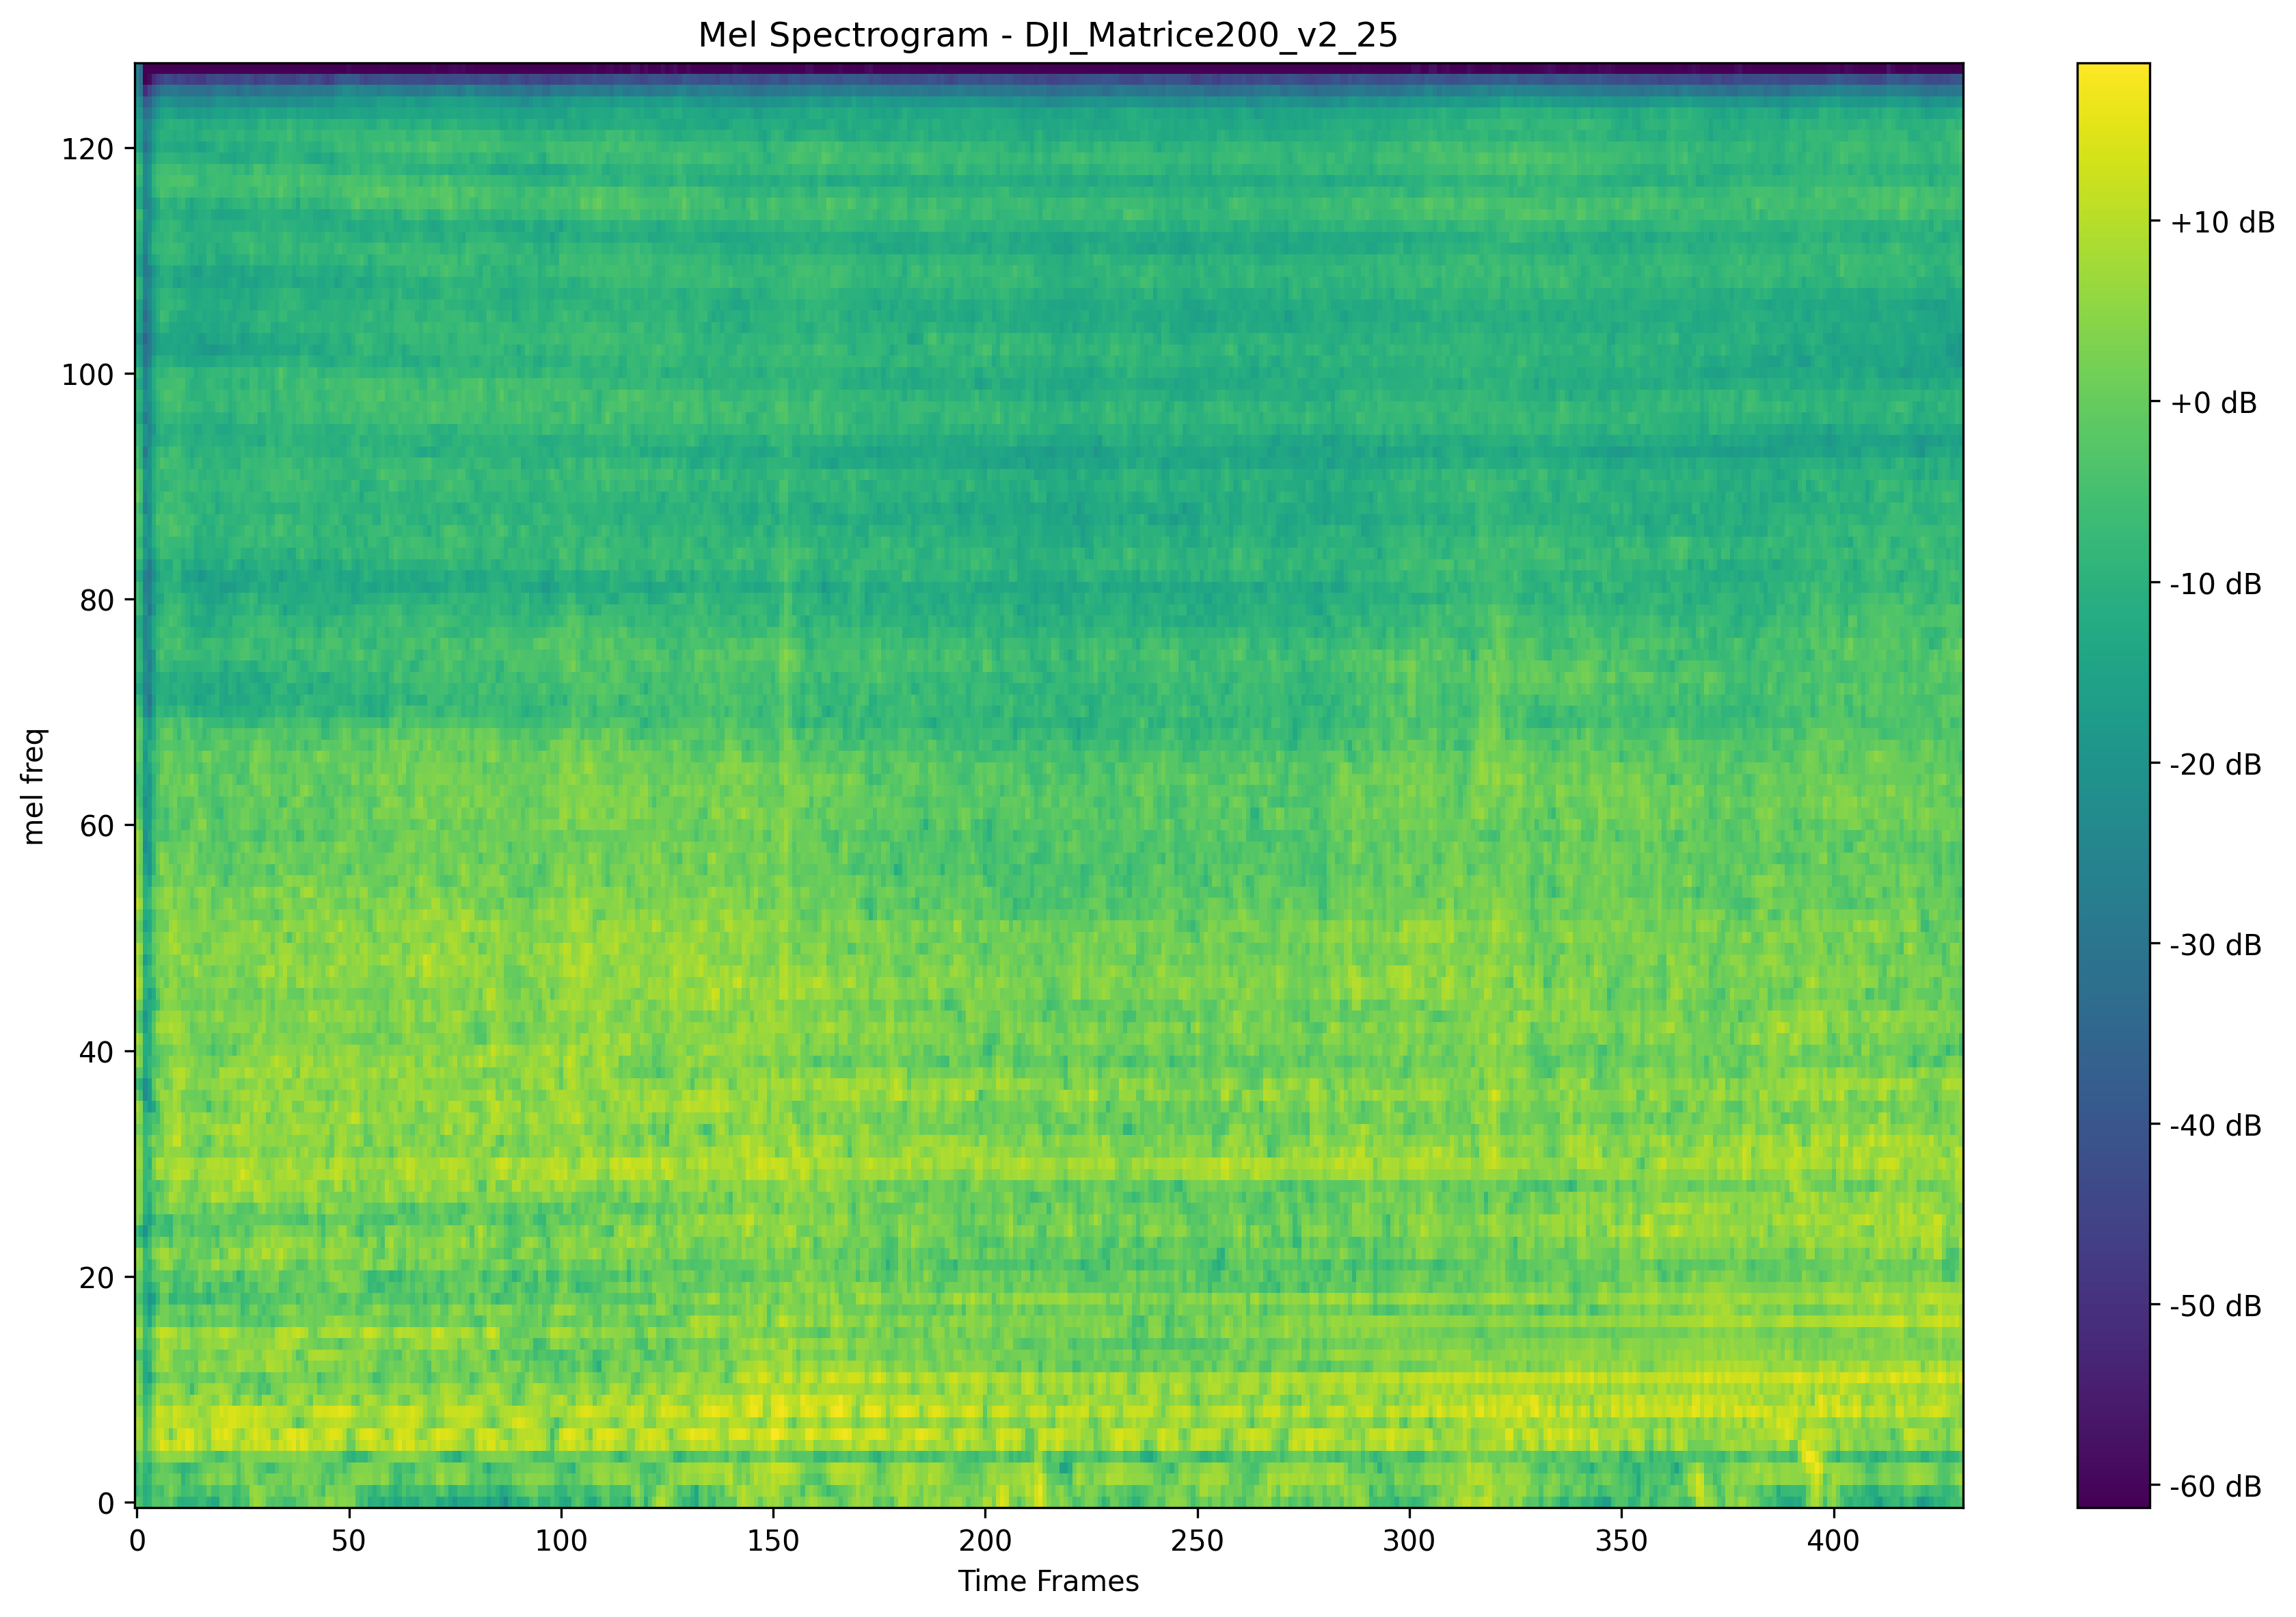 Mel Spectrogram - DJI_Matrice200_v2_25
120
100
80
60
40
20
0
mel freq
0 50 100 150 200 250 300 350 400
Time Frames
+10 dB
+0 dB
-10 dB
-20 dB
-30 dB
-40 dB
-50 dB
-60 dB